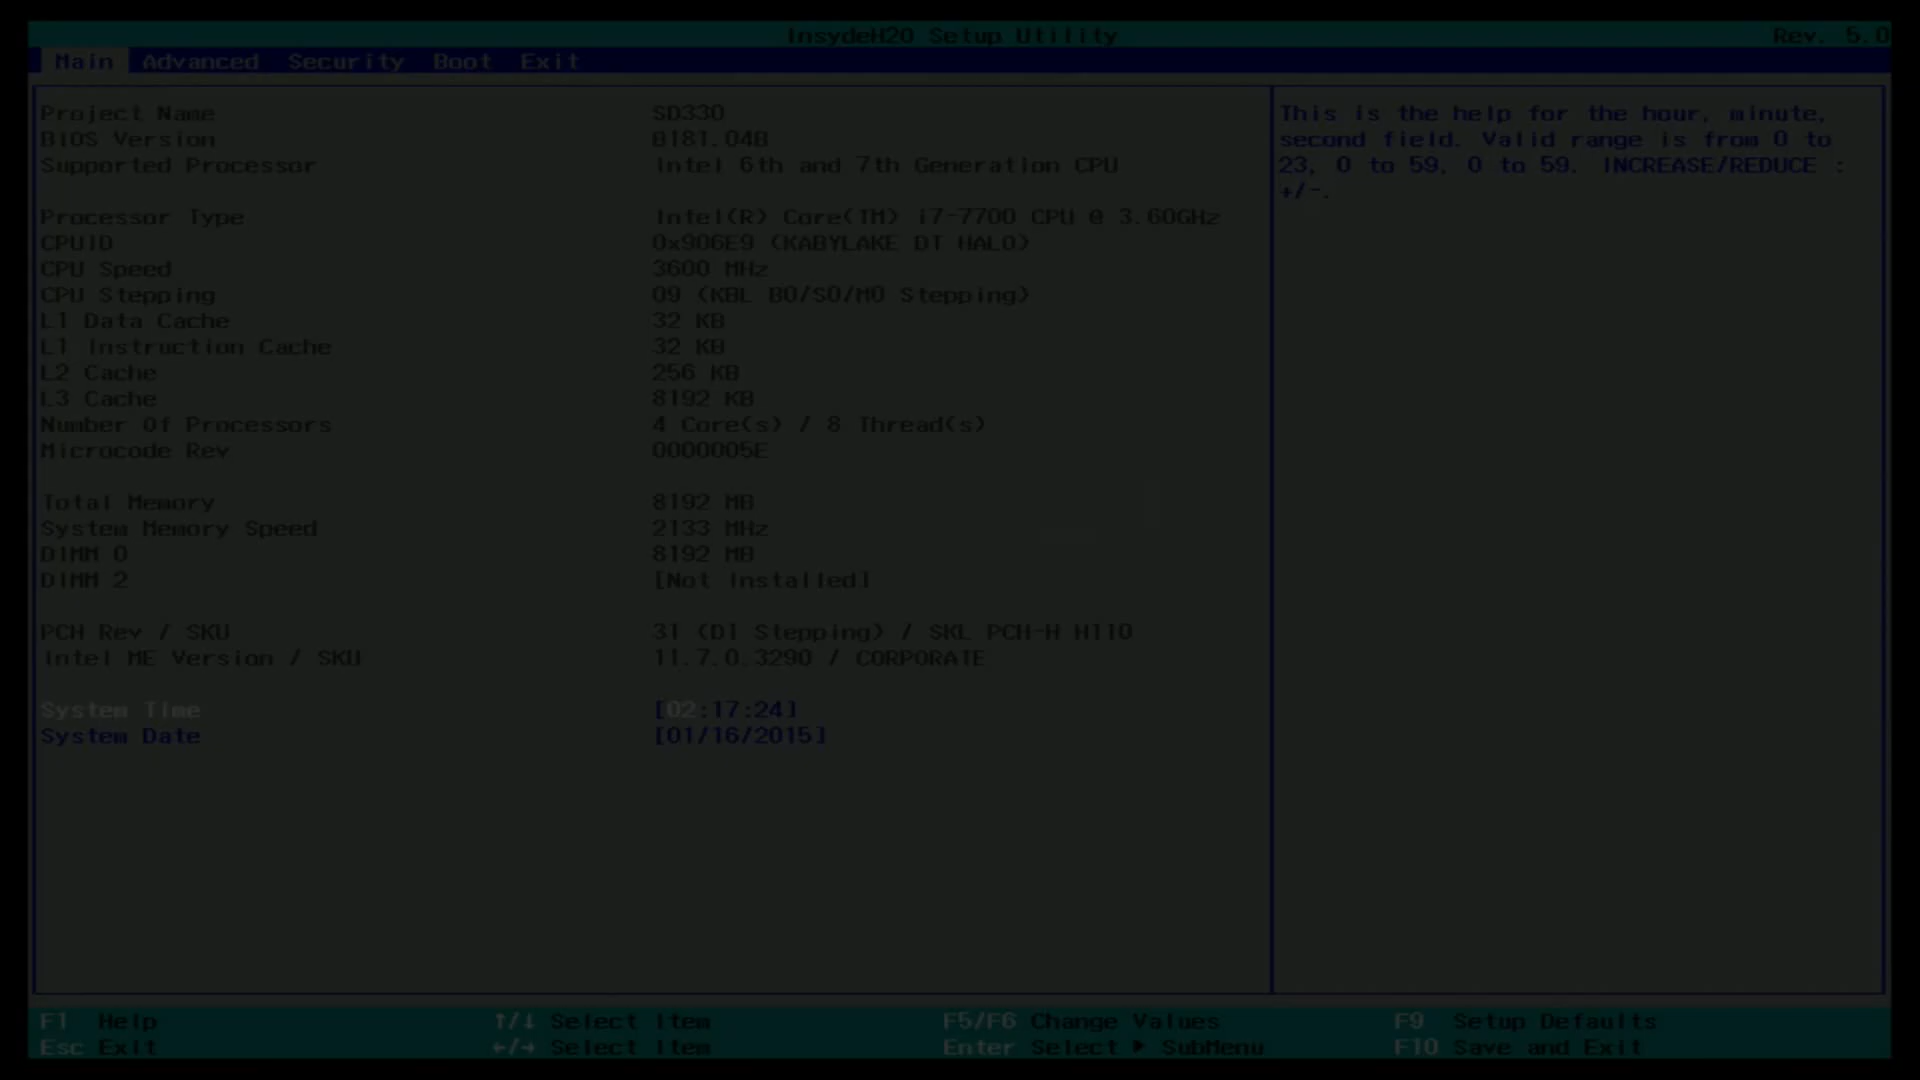 InsydeH20 Setup Utility Rev. 5.0
Main Advanced Security Boot Exit
Project Name SD330
BIOS Version B181.04B
Supported Processor Intel 6th and 7th Generation CPU
Processor Type Intel(R) Core(TM) i7-7700 CPU @ 3.60GHz
CPUID 0x906E9 (KABYLAKE DT HALO)
CPU Speed 3600 MHz
CPU Stepping 09 (KBL B0/S0/M0 Stepping)
L1 Data Cache 32 KB
L1 Instruction Cache 32 KB
L2 Cache 256 KB
L3 Cache 8192 KB
Number Of Processors 4 Core(s) / 8 Thread(s)
Microcode Rev 0000005E
Total Memory 8192 MB
System Memory Speed 2133 MHz
DIMM 0 8192 MB
DIMM 2 [Not Installed]
PCH Rev / SKU 31 (D1 Stepping) / SKL PCH-H H110
Intel ME Version / SKU 11.7.0.3290 / CORPORATE
System Time [02:17:24]
System Date [01/16/2015]
This is the help for the hour, minute,
second field. Valid range is from 0 to
23, 0 to 59, 0 to 59. INCREASE/REDUCE :
+/-.
F1 Help ↑/↓ Select Item F5/F6 Change Values F9 Setup Defaults
Esc Exit ←/→ Select Item Enter Select ▶ SubMenu F10 Save and Exit